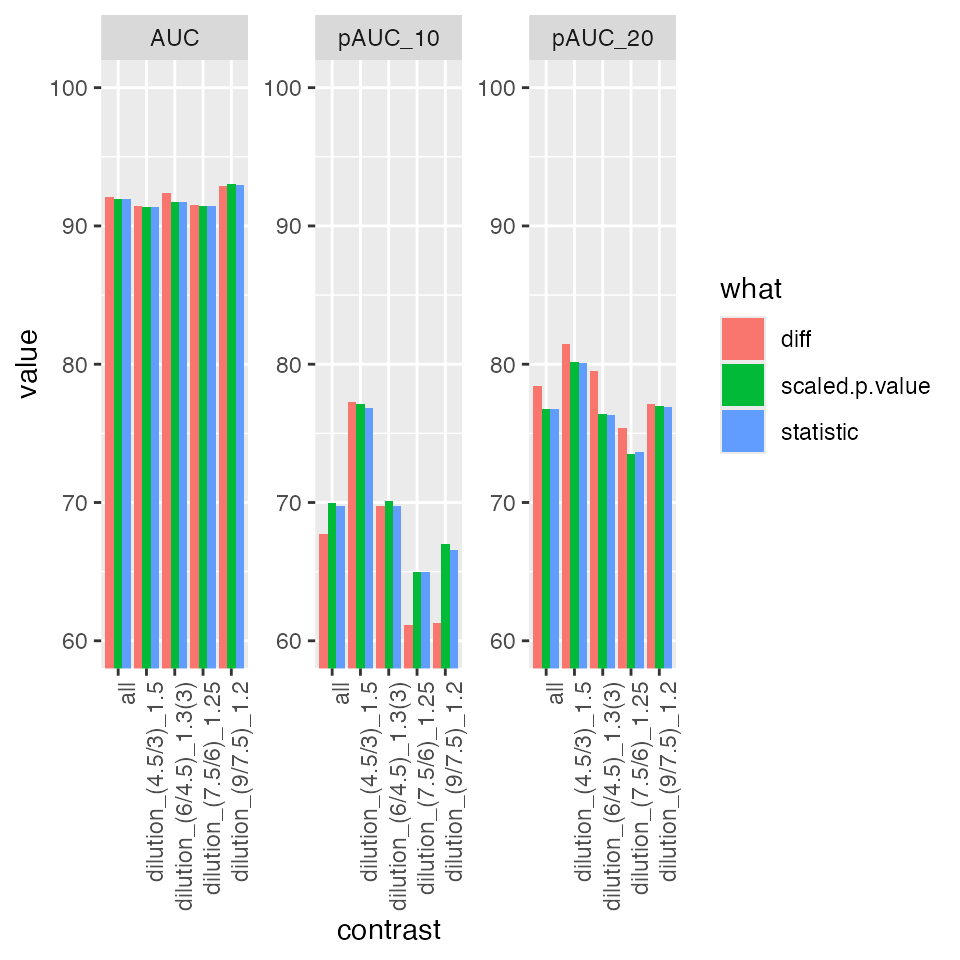 AUC
pAUC_10
pAUC_20
value
100
90
80
70
60
100
90
80
70
60
100
90
80
70
60
all
dilution_(4.5/3)_1.5
dilution_(6/4.5)_1.3(3)
dilution_(7.5/6)_1.25
dilution_(9/7.5)_1.2
all
dilution_(4.5/3)_1.5
dilution_(6/4.5)_1.3(3)
dilution_(7.5/6)_1.25
dilution_(9/7.5)_1.2
all
dilution_(4.5/3)_1.5
dilution_(6/4.5)_1.3(3)
dilution_(7.5/6)_1.25
dilution_(9/7.5)_1.2
contrast
what
diff
scaled.p.value
statistic